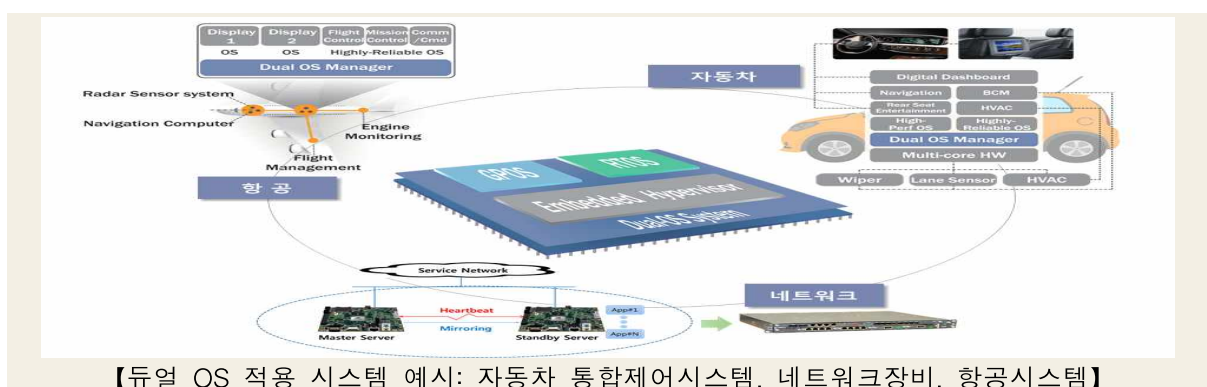 Display 1 Display 2 Flight Control Mission Control Comm /Cmd
OS OS Highly-Reliable OS
Dual OS Manager
Radar Sensor system
Navigation Computer
Engine Monitoring
Flight Management
항 공
자동차
Digital Dashboard
Navigation BCM
Rear Seat Entertainment HVAC
High-Perf OS Highly-Reliable OS
Dual OS Manager
Multi-core HW
Wiper Lane Sensor HVAC
GPOS RTOS
Embedded Hypervisor
Dual-OS System
Service Network
Heartbeat
Mirroring
Master Server
Standby Server
App#1
App#N
네트워크
【듀얼 OS 적용 시스템 예시: 자동차 통합제어시스템, 네트워크장비, 항공시스템】